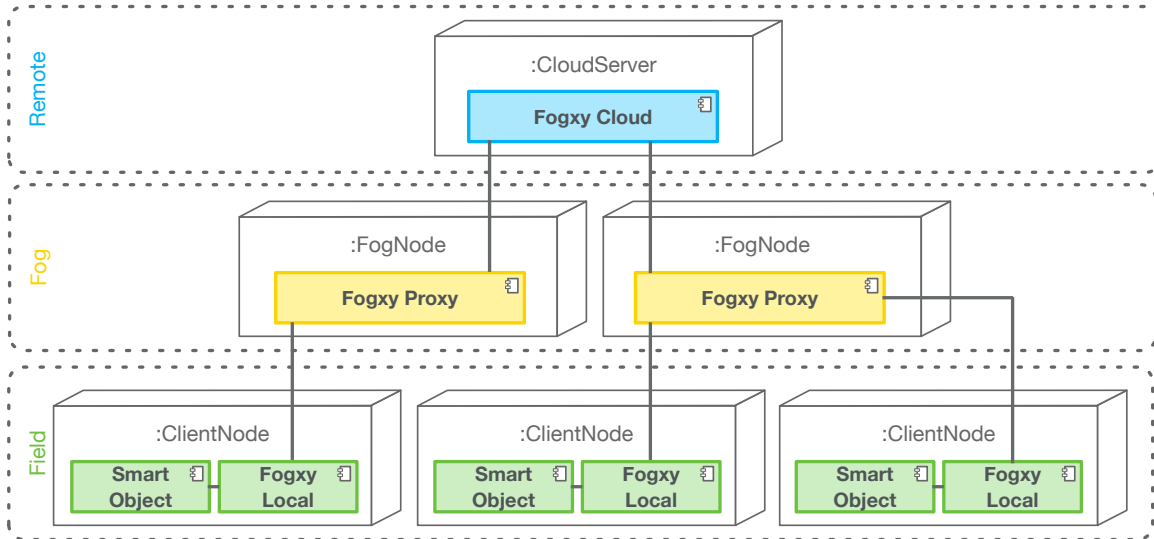 Remote
:CloudServer
Fogxy Cloud
Fog
:FogNode
Fogxy Proxy
:FogNode
Fogxy Proxy
Field
:ClientNode
Smart
Object
Fogxy
Local
:ClientNode
Smart
Object
Fogxy
Local
:ClientNode
Smart
Object
Fogxy
Local